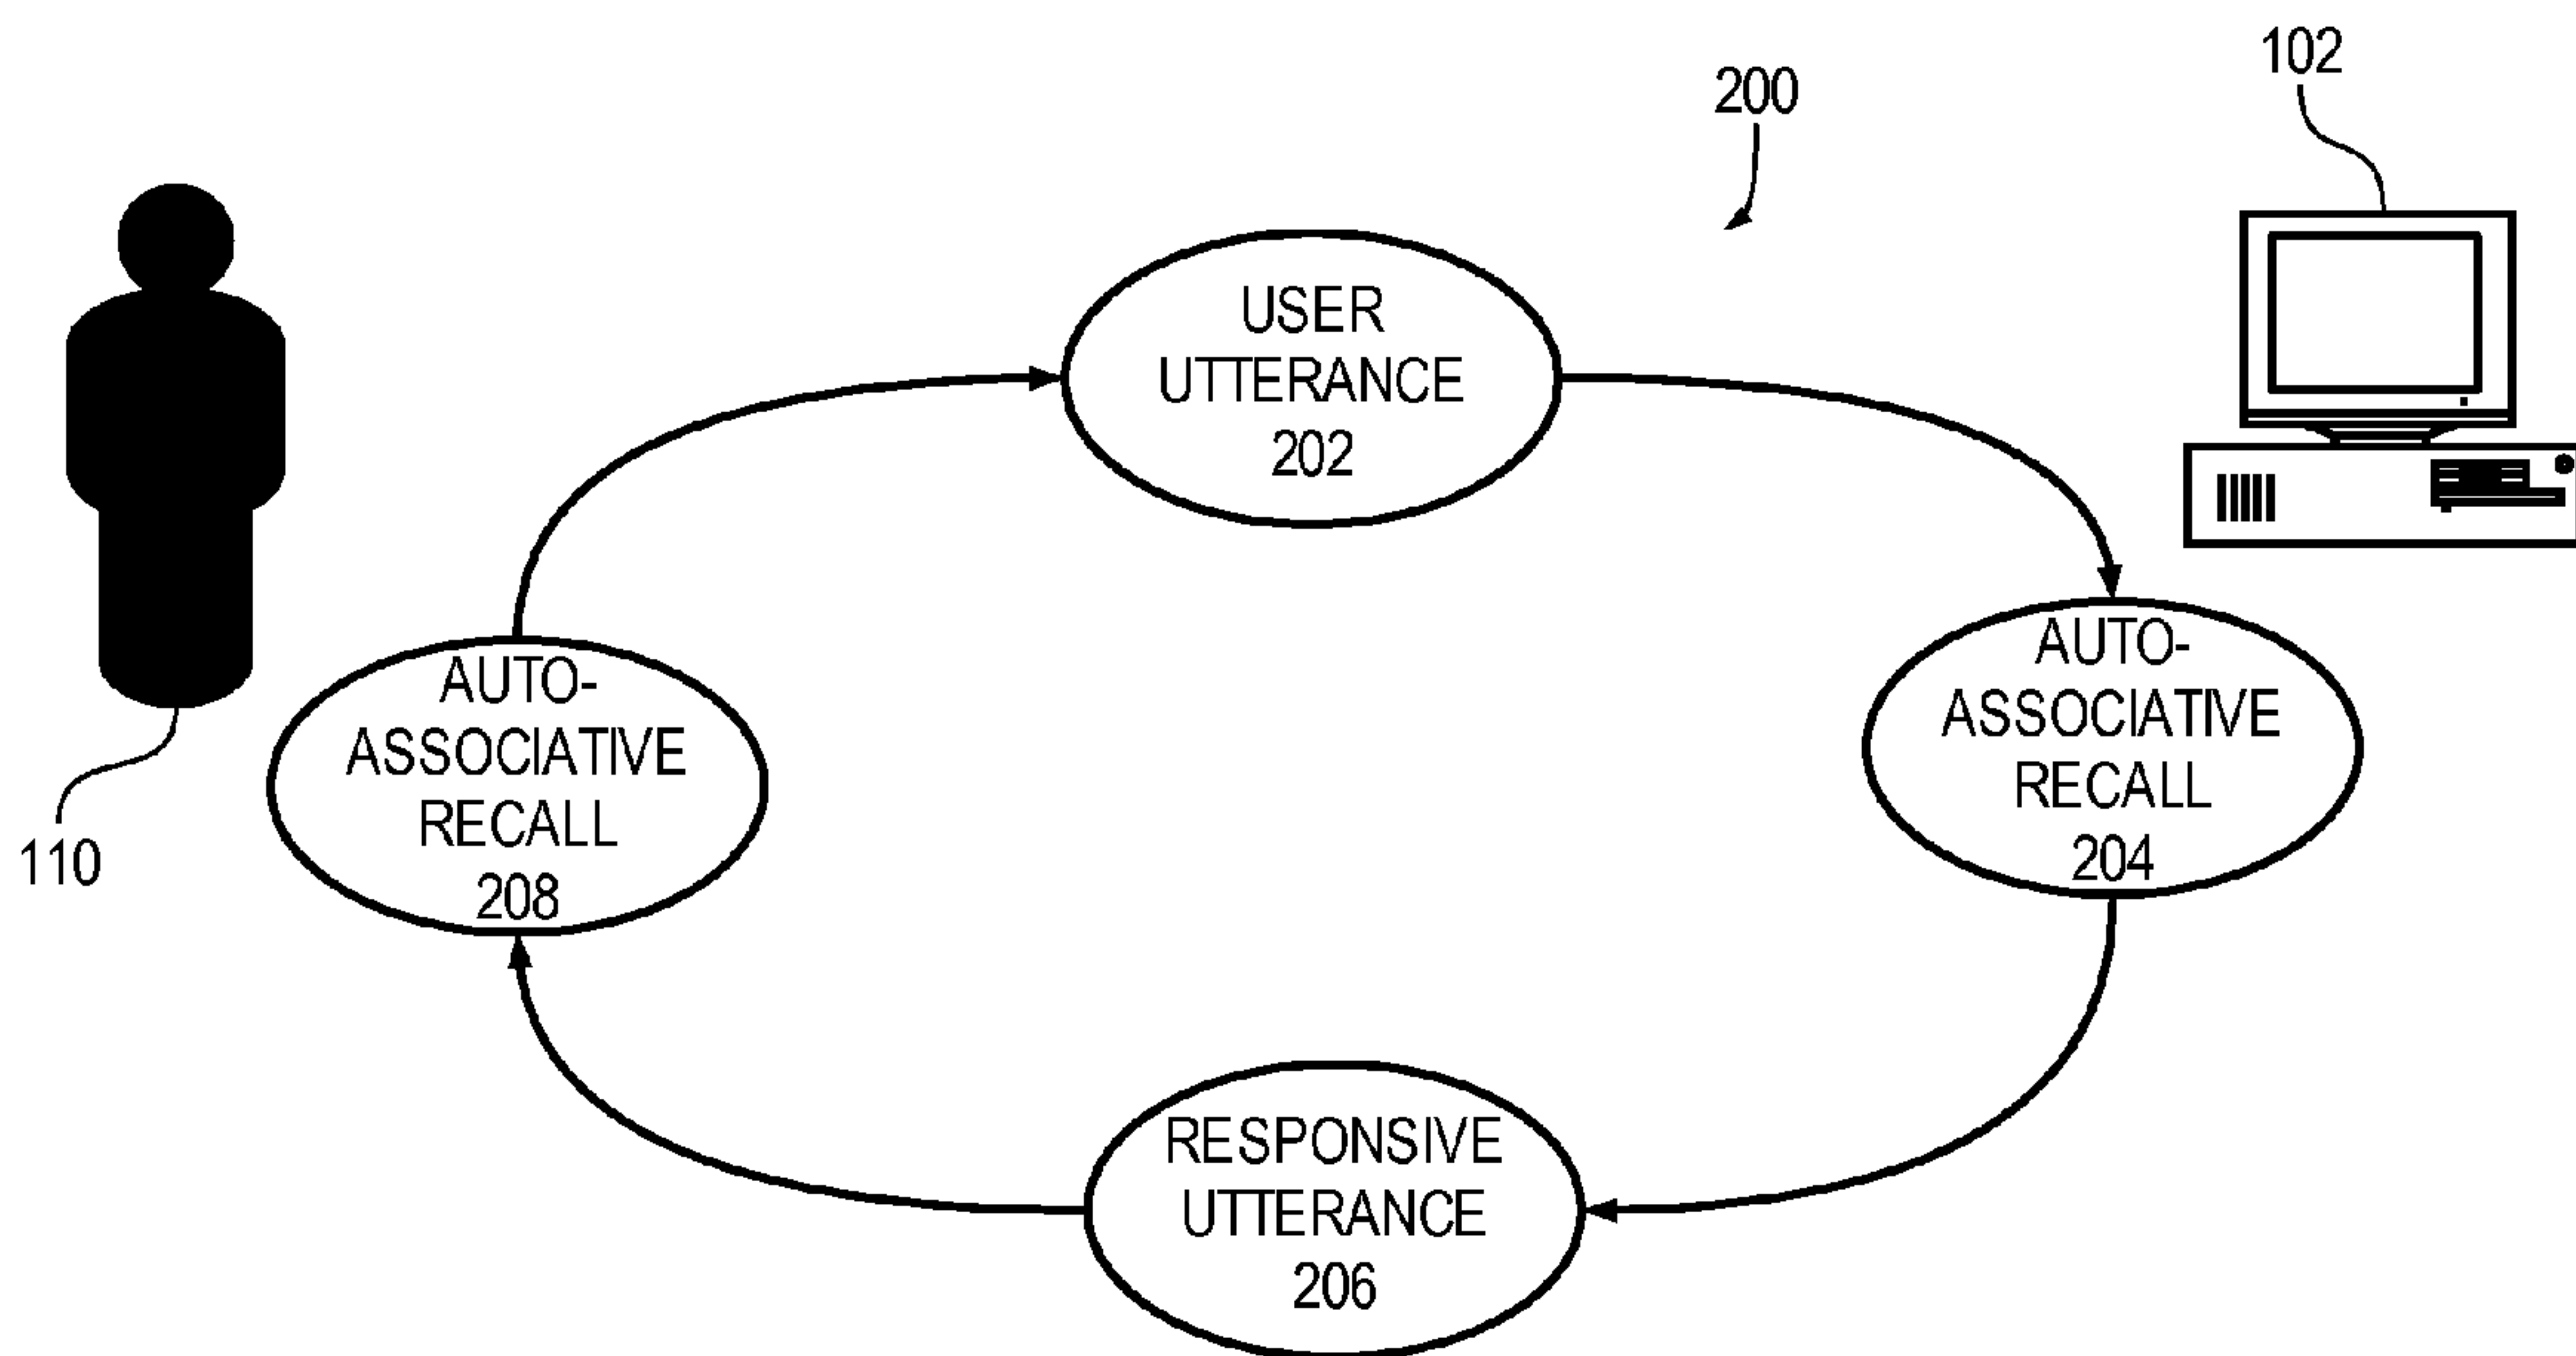 102
200
USER
UTTERANCE
202
AUTO-
ASSOCIATIVE
RECALL
204
AUTO-
ASSOCIATIVE
RECALL
208
110
RESPONSIVE
UTTERANCE
206